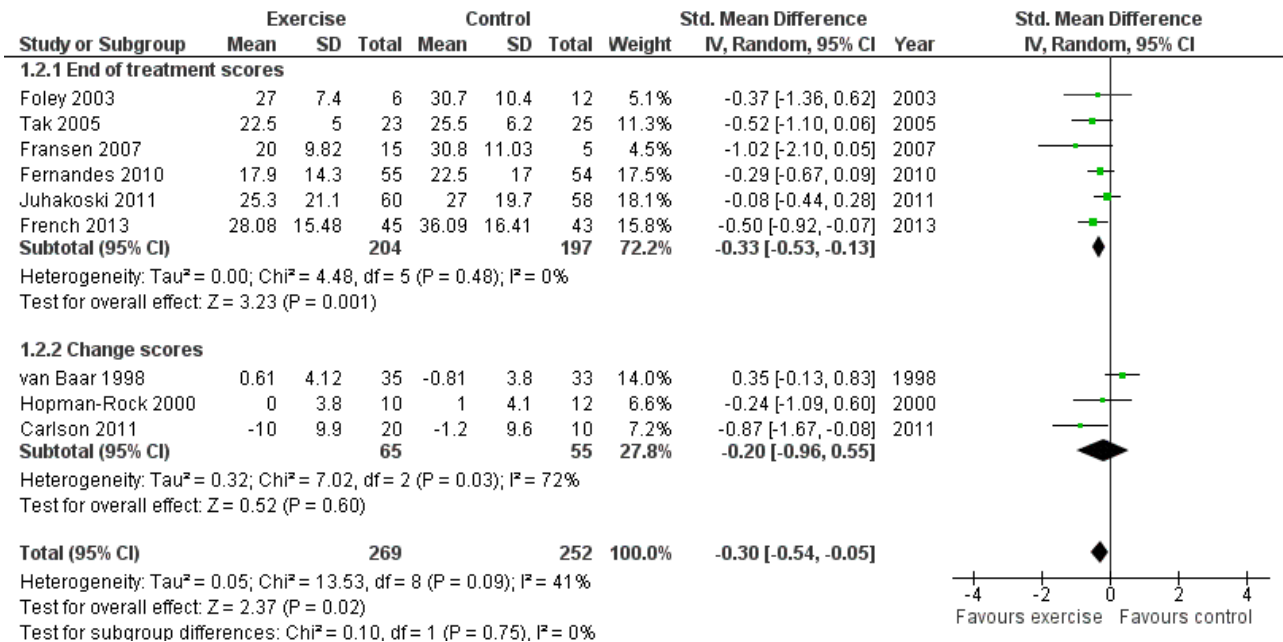 Exercise Control Std. Mean Difference Std. Mean Difference
Study or Subgroup Mean SD Total Mean SD Total Weight IV, Random, 95% CI Year IV, Random, 95% CI
1.2.1 End of treatment scores
Foley 2003 27 7.4 6 30.7 10.4 12 5.1% -0.37 [-1.36, 0.62] 2003
Tak 2005 22.5 5 23 25.5 6.2 25 11.3% -0.52 [-1.10, 0.06] 2005
Fransen 2007 20 9.82 15 30.8 11.03 5 4.5% -1.02 [-2.10, 0.05] 2007
Fernandes 2010 17.9 14.3 55 22.5 17 54 17.5% -0.29 [-0.67, 0.09] 2010
Juhakoski 2011 25.3 21.1 60 27 19.7 58 18.1% -0.08 [-0.44, 0.28] 2011
French 2013 28.08 15.48 45 36.09 16.41 43 15.8% -0.50 [-0.92, -0.07] 2013
Subtotal (95% CI) 204 197 72.2% -0.33 [-0.53, -0.13]
Heterogeneity: Tau² = 0.00; Chi² = 4.48, df = 5 (P = 0.48); I² = 0%
Test for overall effect: Z = 3.23 (P = 0.001)
1.2.2 Change scores
van Baar 1998 0.61 4.12 35 -0.81 3.8 33 14.0% 0.35 [-0.13, 0.83] 1998
Hopman-Rock 2000 0 3.8 10 1 4.1 12 6.6% -0.24 [-1.09, 0.60] 2000
Carlson 2011 -10 9.9 20 -1.2 9.6 10 7.2% -0.87 [-1.67, -0.08] 2011
Subtotal (95% CI) 65 55 27.8% -0.20 [-0.96, 0.55]
Heterogeneity: Tau² = 0.32; Chi² = 7.02, df = 2 (P = 0.03); I² = 72%
Test for overall effect: Z = 0.52 (P = 0.60)
Total (95% CI) 269 252 100.0% -0.30 [-0.54, -0.05]
Heterogeneity: Tau² = 0.05; Chi² = 13.53, df = 8 (P = 0.09); I² = 41%
Test for overall effect: Z = 2.37 (P = 0.02)
Test for subgroup differences: Chi² = 0.10, df = 1 (P = 0.75), I² = 0%
-4 -2 0 2 4
Favours exercise Favours control